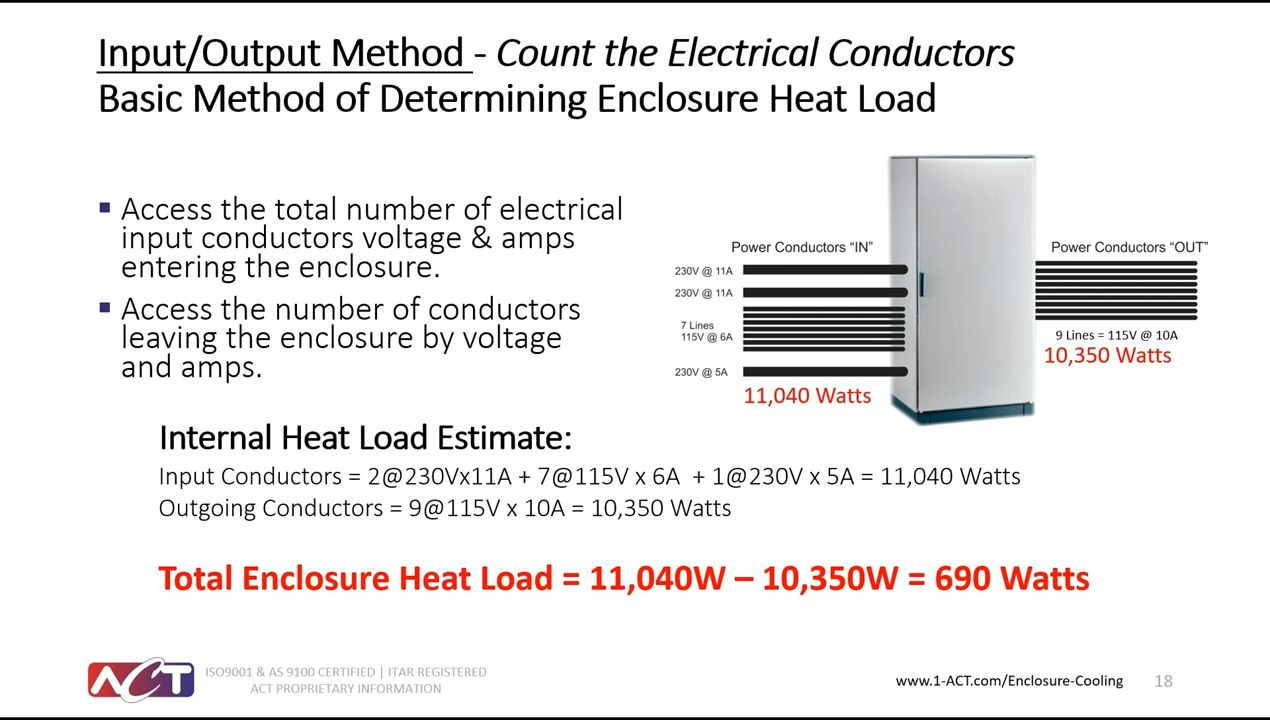 Input/Output Method - Count the Electrical Conductors
Basic Method of Determining Enclosure Heat Load
▪ Access the total number of electrical
input conductors voltage & amps
entering the enclosure.
▪ Access the number of conductors
leaving the enclosure by voltage
and amps.
Power Conductors “IN”
230V @ 11A
230V @ 11A
7 Lines
115V @ 6A
230V @ 5A
11,040 Watts
Power Conductors “OUT”
9 Lines = 115V @ 10A
10,350 Watts
Internal Heat Load Estimate:
Input Conductors = 2@230Vx11A + 7@115V x 6A + 1@230V x 5A = 11,040 Watts
Outgoing Conductors = 9@115V x 10A = 10,350 Watts
Total Enclosure Heat Load = 11,040W – 10,350W = 690 Watts
ACT
ISO9001 & AS 9100 CERTIFIED | ITAR REGISTERED
ACT PROPRIETARY INFORMATION
www.1-ACT.com/Enclosure-Cooling
18